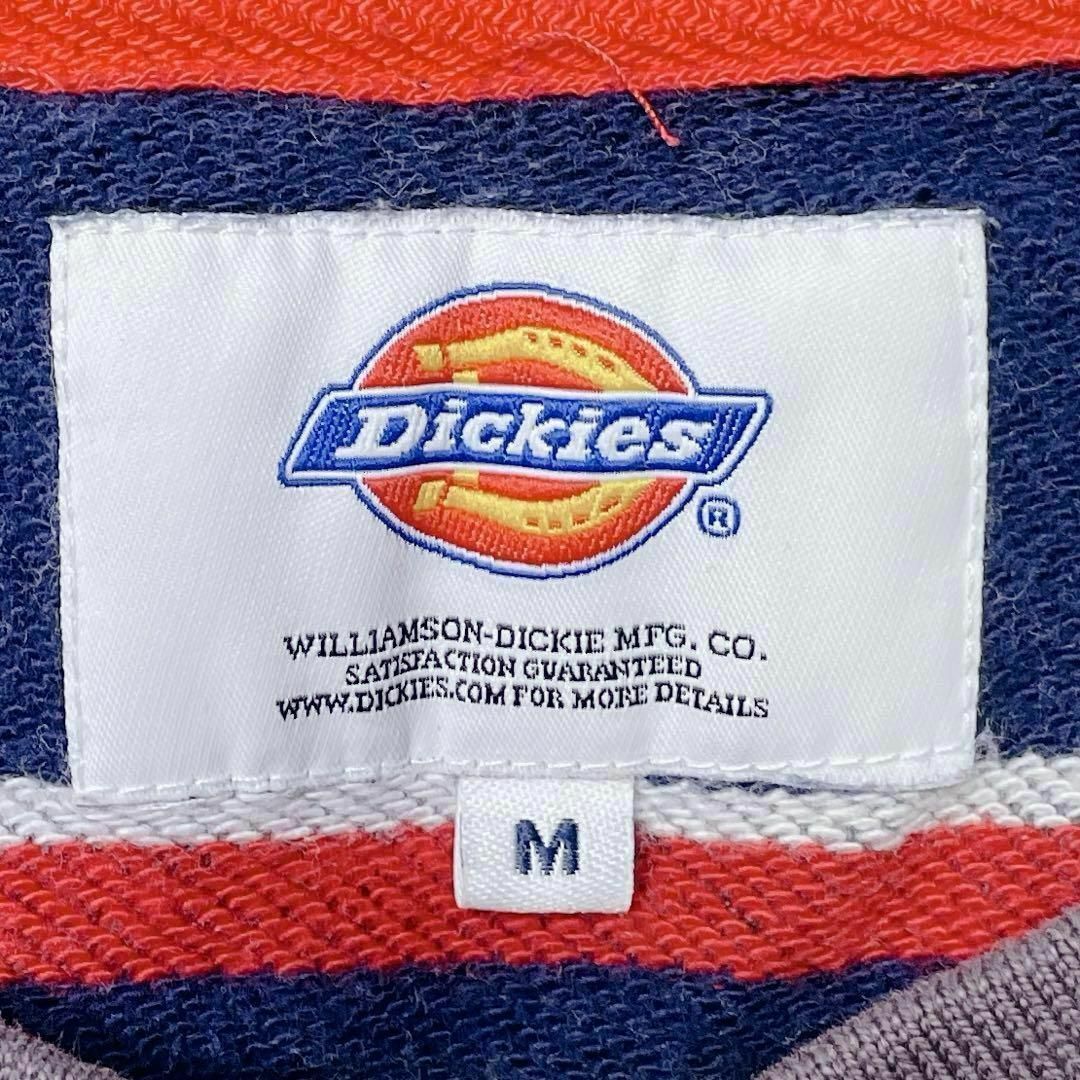 Dickies
®
WILLIAMSON-DICKIE MFG. CO.
SATISFACTION GUARANTEED
WWW.DICKIES.COM FOR MORE DETAILS
M